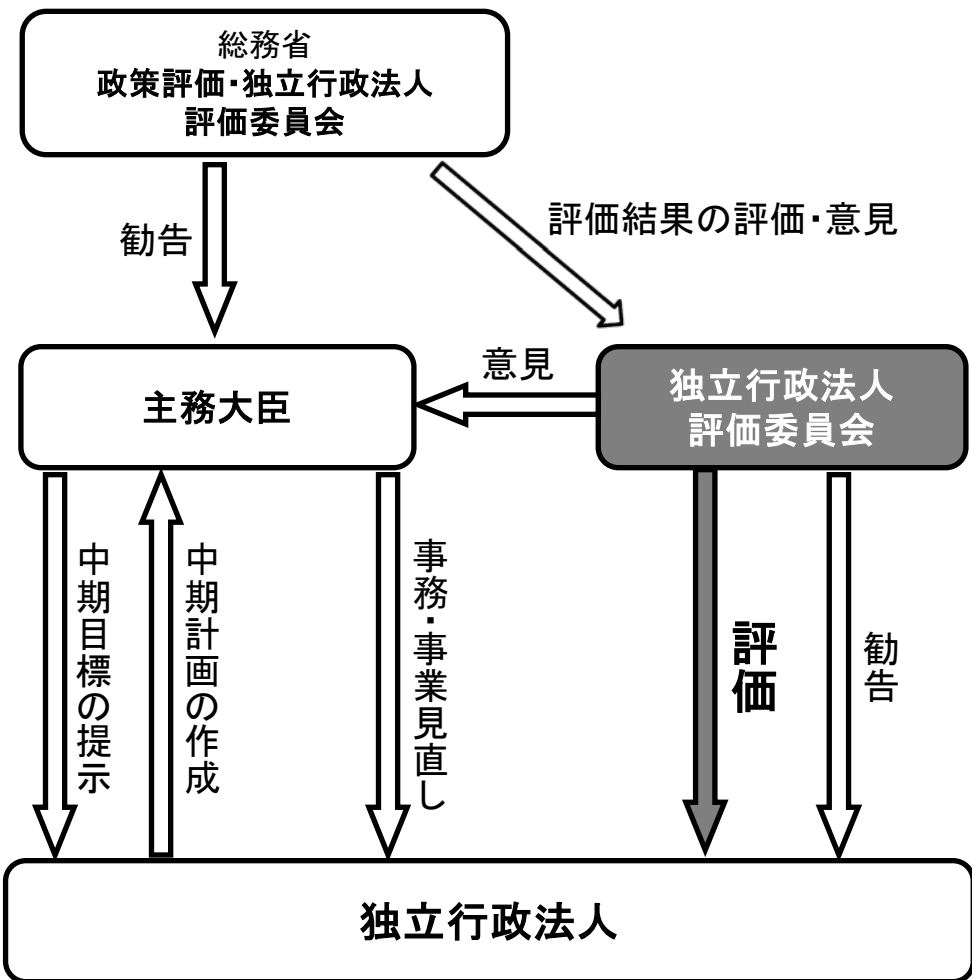 総務省
政策評価・独立行政法人
評価委員会
勧告
評価結果の評価・意見
主務大臣
意見
独立行政法人
評価委員会
中期目標の提示
中期計画の作成
事務・事業見直し
評価
勧告
独立行政法人